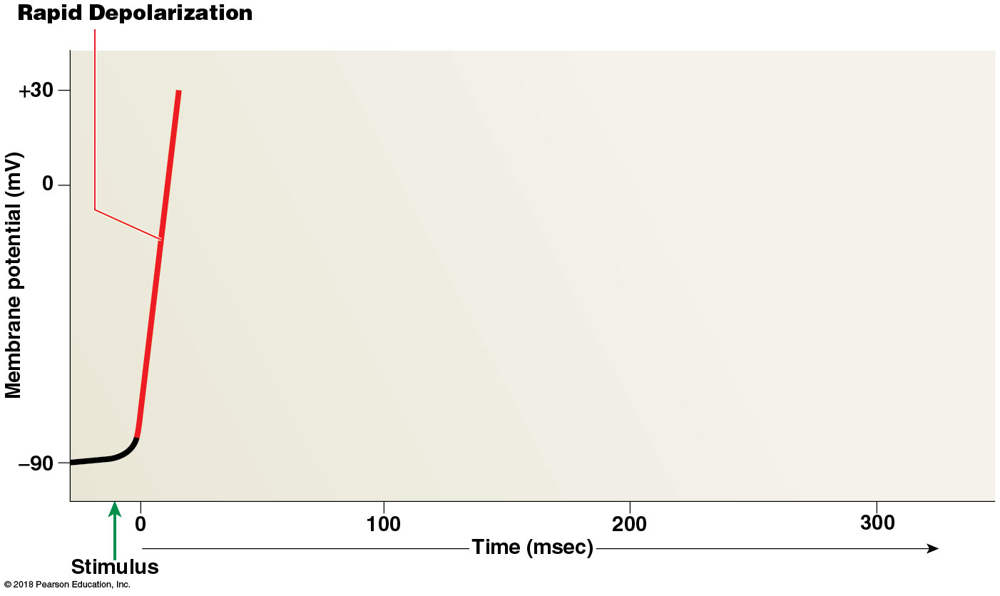 Rapid Depolarization
+30
0
–90
Membrane potential (mV)
0
100
200
300
Time (msec)
Stimulus
© 2018 Pearson Education, Inc.